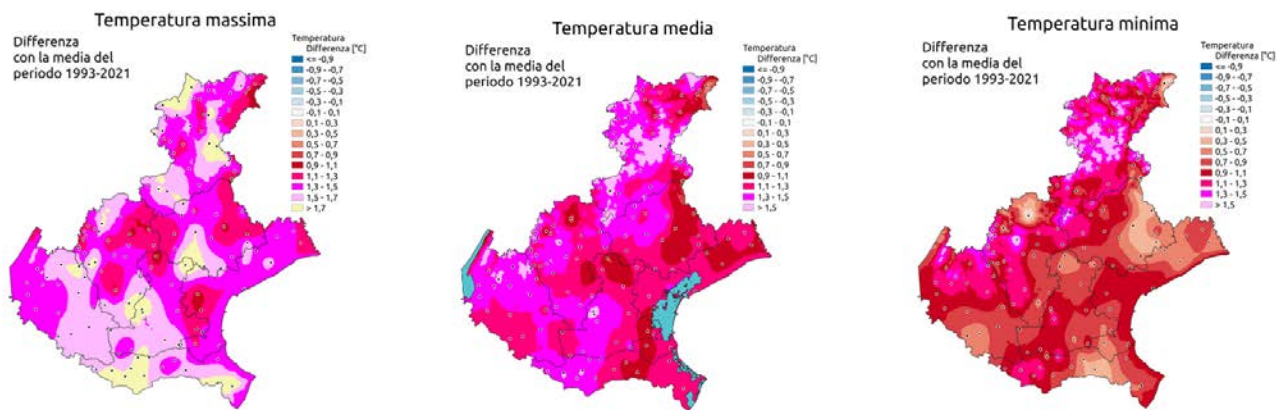 Temperatura massima
Differenza
con la media del
periodo 1993-2021
Temperatura
Differenza [°C]
<= -0,9
-0,9 - -0,7
-0,7 - -0,5
-0,5 - -0,3
-0,3 - -0,1
-0,1 - 0,1
0,1 - 0,3
0,3 - 0,5
0,5 - 0,7
0,7 - 0,9
0,9 - 1,1
1,1 - 1,3
1,3 - 1,5
1,5 - 1,7
> 1,7
Temperatura media
Differenza
con la media del
periodo 1993-2021
Temperatura
Differenza [°C]
<= -0,9
-0,9 - -0,7
-0,7 - -0,5
-0,5 - -0,3
-0,3 - -0,1
-0,1 - 0,1
0,1 - 0,3
0,3 - 0,5
0,5 - 0,7
0,7 - 0,9
0,9 - 1,1
1,1 - 1,3
1,3 - 1,5
> 1,5
Temperatura minima
Differenza
con la media del
periodo 1993-2021
Temperatura
Differenza [°C]
<= -0,9
-0,9 - -0,7
-0,7 - -0,5
-0,5 - -0,3
-0,3 - -0,1
-0,1 - 0,1
0,1 - 0,3
0,3 - 0,5
0,5 - 0,7
0,7 - 0,9
0,9 - 1,1
1,1 - 1,3
1,3 - 1,5
> 1,5